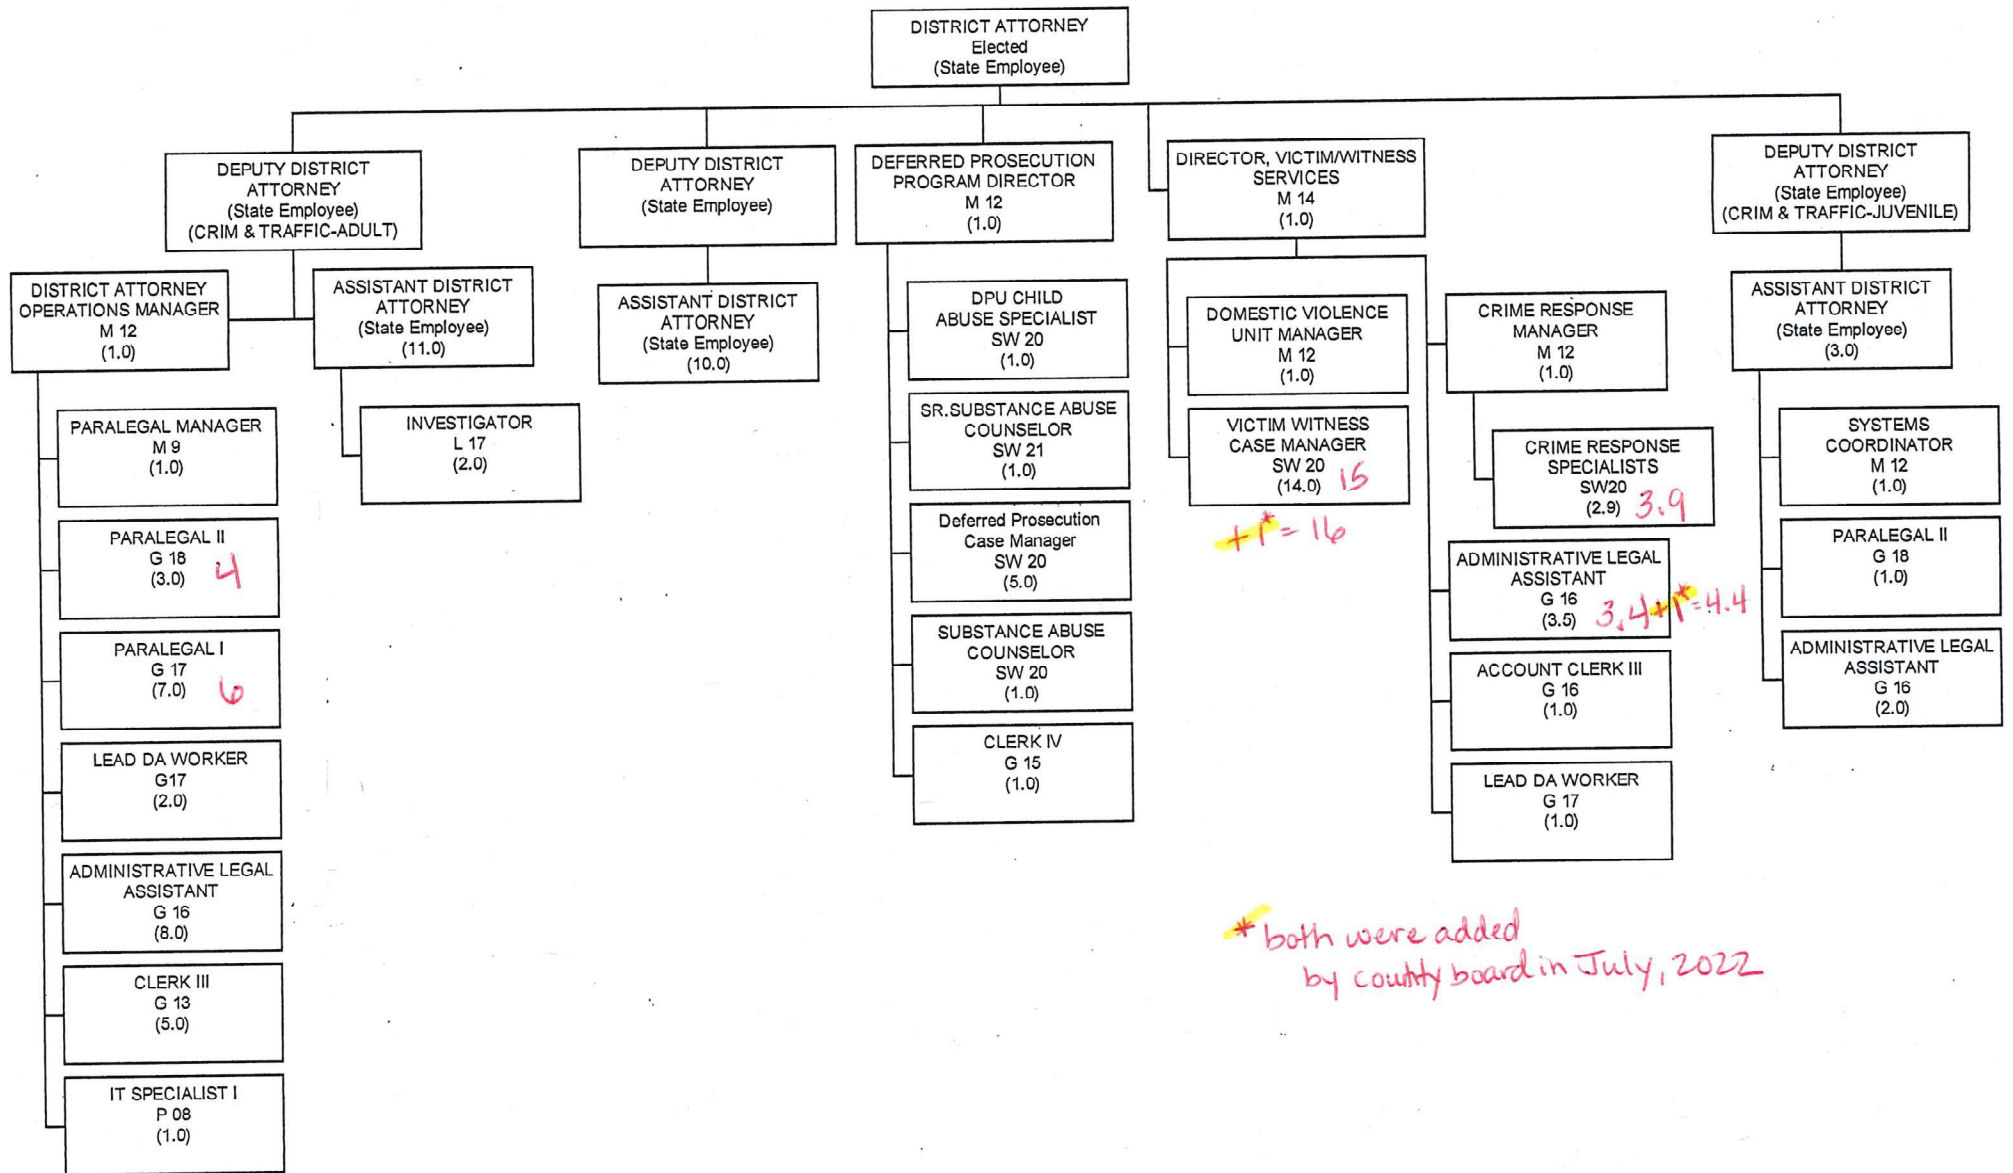 DISTRICT ATTORNEY
Elected
(State Employee)
DEPUTY DISTRICT
ATTORNEY
(State Employee)
(CRIM & TRAFFIC-ADULT)
DISTRICT ATTORNEY
OPERATIONS MANAGER
M 12
(1.0)
PARALEGAL MANAGER
M 9
(1.0)
PARALEGAL II
G 18
(3.0) 4
PARALEGAL I
G 17
(7.0) 6
LEAD DA WORKER
G17
(2.0)
ADMINISTRATIVE LEGAL
ASSISTANT
G 16
(8.0)
CLERK III
G 13
(5.0)
IT SPECIALIST I
P 08
(1.0)
ASSISTANT DISTRICT
ATTORNEY
(State Employee)
(11.0)
INVESTIGATOR
L 17
(2.0)
DEPUTY DISTRICT
ATTORNEY
(State Employee)
ASSISTANT DISTRICT
ATTORNEY
(State Employee)
(10.0)
DEFERRED PROSECUTION
PROGRAM DIRECTOR
M 12
(1.0)
DPU CHILD
ABUSE SPECIALIST
SW 20
(1.0)
SR.SUBSTANCE ABUSE
COUNSELOR
SW 21
(1.0)
Deferred Prosecution
Case Manager
SW 20
(5.0)
SUBSTANCE ABUSE
COUNSELOR
SW 20
(1.0)
CLERK IV
G 15
(1.0)
DIRECTOR, VICTIM/WITNESS
SERVICES
M 14
(1.0)
DOMESTIC VIOLENCE
UNIT MANAGER
M 12
(1.0)
VICTIM WITNESS
CASE MANAGER
SW 20
(14.0) 15
+1* = 16
CRIME RESPONSE
MANAGER
M 12
(1.0)
CRIME RESPONSE
SPECIALISTS
SW20
(2.9) 3.9
ADMINISTRATIVE LEGAL
ASSISTANT
G 16
(3.5) 3.4+1*=4.4
ACCOUNT CLERK III
G 16
(1.0)
LEAD DA WORKER
G 17
(1.0)
DEPUTY DISTRICT
ATTORNEY
(State Employee)
(CRIM & TRAFFIC-JUVENILE)
ASSISTANT DISTRICT
ATTORNEY
(State Employee)
(3.0)
SYSTEMS
COORDINATOR
M 12
(1.0)
PARALEGAL II
G 18
(1.0)
ADMINISTRATIVE LEGAL
ASSISTANT
G 16
(2.0)
* both were added
by county board in July, 2022